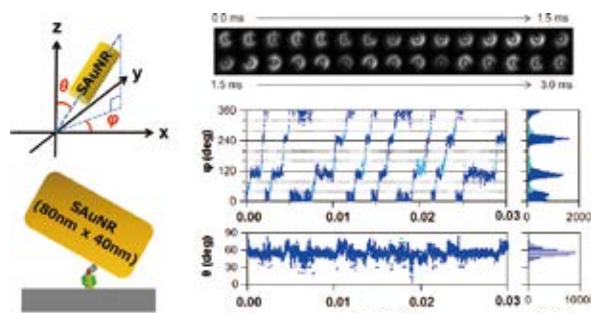 z
y
x
θ
φ
SAuNR
SAuNR
(80nm x 40nm)
0.0 ms
1.5 ms
1.5 ms
3.0 ms
φ (deg)
360
240
120
0
0.00
0.01
0.02
0.03
0
2000
θ (deg)
90
60
30
0
0.00
0.01
0.02
0.03
0
1000